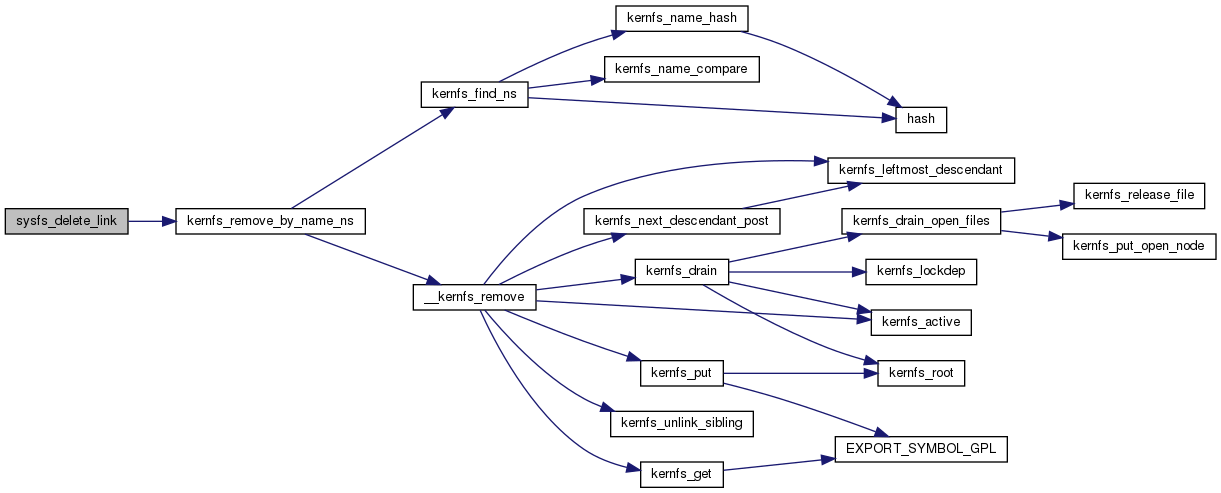 kernfs_name_hash
kernfs_name_compare
kernfs_find_ns
hash
kernfs_leftmost_descendant
kernfs_release_file
sysfs_delete_link
kernfs_remove_by_name_ns
kernfs_next_descendant_post
kernfs_drain_open_files
kernfs_put_open_node
kernfs_drain
kernfs_lockdep
__kernfs_remove
kernfs_active
kernfs_put
kernfs_root
kernfs_unlink_sibling
EXPORT_SYMBOL_GPL
kernfs_get